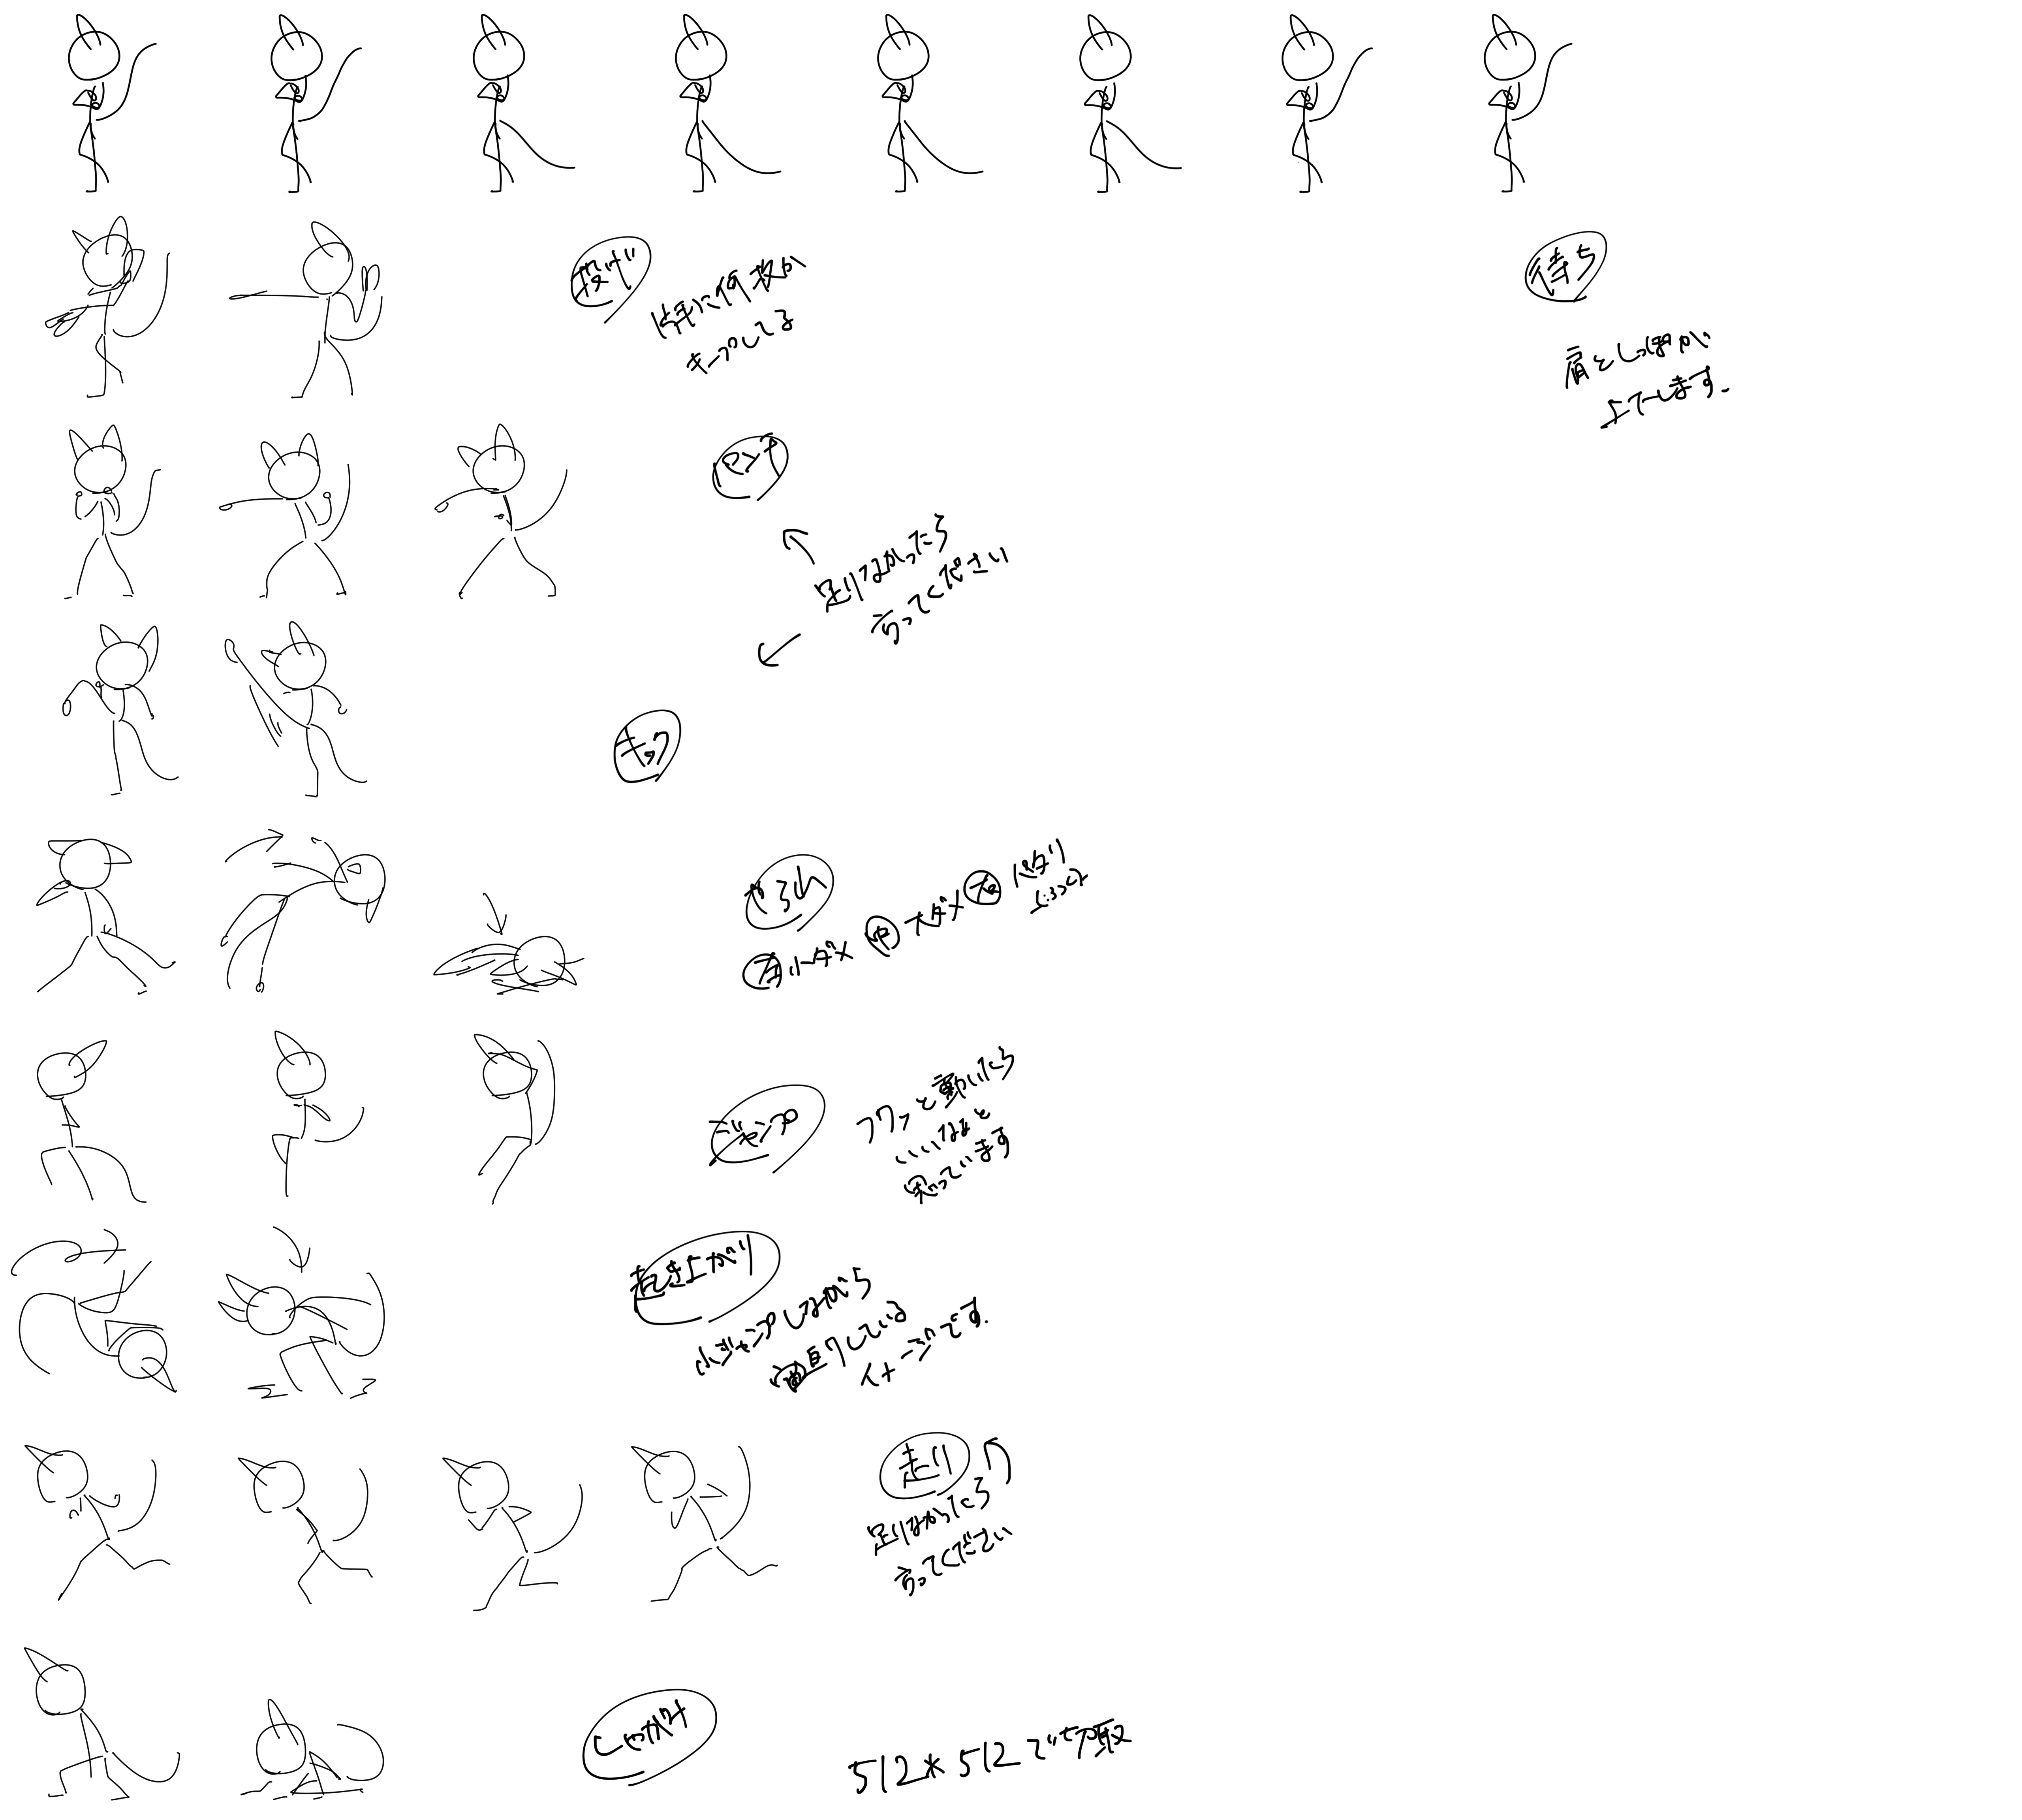 投げ
片手に何枚か
キープしてる
待ち
肩としっぽが
上下します.
パンチ
足りなかったら
言ってください
キック
やられ
左 小ダメ 中 大ダメ 右 パタリ
ジャンプ
フワッと動いたら
いいなあと
思っています
起き上がり
小ジャンプしながら
宙返りしている
イメージです.
走り
足りなかったら
言ってください
しゃがみ
512*512で